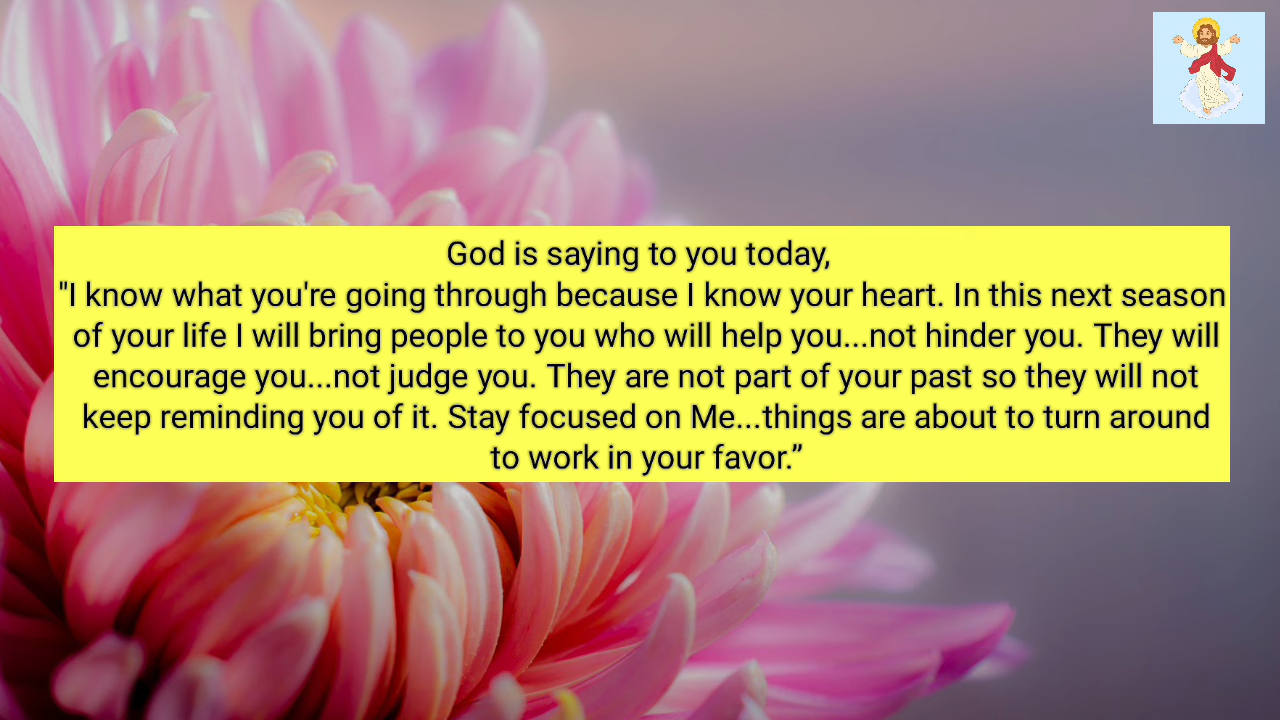 God is saying to you today,
"I know what you're going through because I know your heart. In this next season
of your life I will bring people to you who will help you...not hinder you. They will
encourage you...not judge you. They are not part of your past so they will not
keep reminding you of it. Stay focused on Me...things are about to turn around
to work in your favor.”